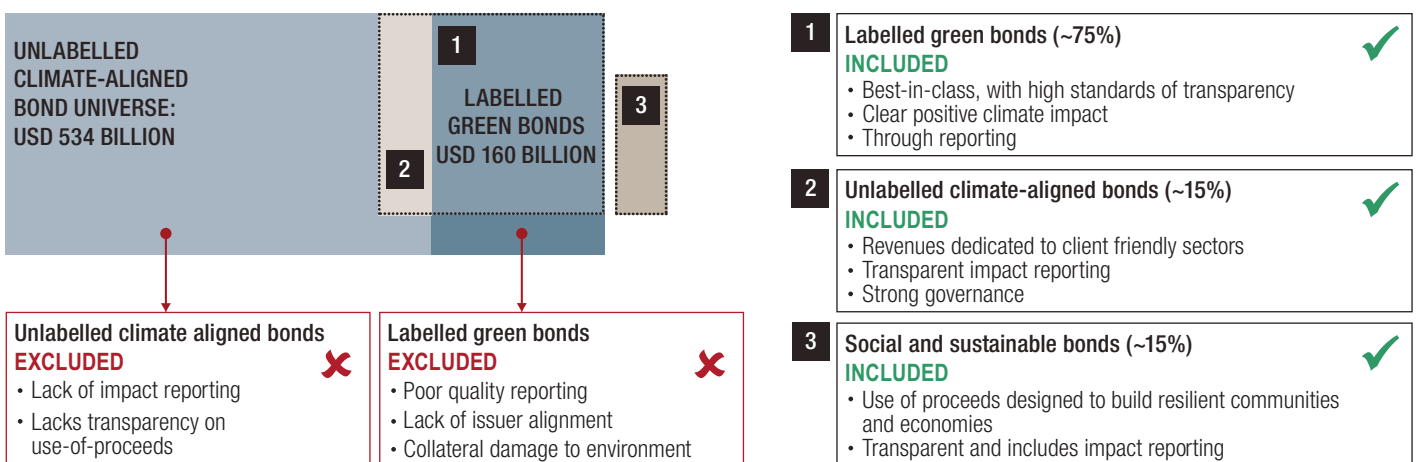 UNLABELLED
CLIMATE-ALIGNED
BOND UNIVERSE:
USD 534 BILLION
1
LABELLED
GREEN BONDS
USD 160 BILLION
2
3
Unlabelled climate aligned bonds
EXCLUDED
• Lack of impact reporting
• Lacks transparency on
use-of-proceeds
Labelled green bonds
EXCLUDED
• Poor quality reporting
• Lack of issuer alignment
• Collateral damage to environment
1
Labelled green bonds (~75%)
INCLUDED
• Best-in-class, with high standards of transparency
• Clear positive climate impact
• Through reporting
2
Unlabelled climate-aligned bonds (~15%)
INCLUDED
• Revenues dedicated to client friendly sectors
• Transparent impact reporting
• Strong governance
3
Social and sustainable bonds (~15%)
INCLUDED
• Use of proceeds designed to build resilient communities
and economies
• Transparent and includes impact reporting